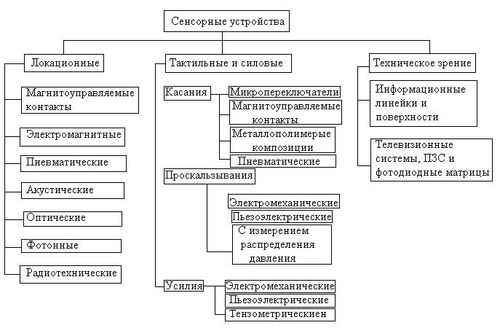 Сенсорные устройства
Локационные
Магнитоуправляемые
контакты
Электромагнитные
Пневматические
Акустические
Оптические
Фотонные
Радиотехнические
Тактильные и силовые
Касания
Микропереключатели
Магнитоуправляемые
контакты
Металлополимерые
композиции
Пневматические
Проскальзывания
Электромеханические
Пьезоэлектрические
С измерением
распределения
давления
Усилия
Электромеханические
Пьезоэлектрические
Тензометрическиен
Техническое зрение
Информационные
линейки и
поверхности
Телевизионные
системы, ПЗС и
фотодиодные матрицы